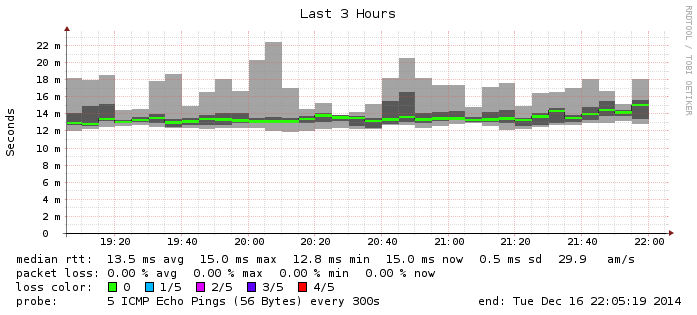 Last 3 Hours
RRDTOOL / TOBI OETIKER
Seconds
22 m
20 m
18 m
16 m
14 m
12 m
10 m
8 m
6 m
4 m
2 m
0
19:20 19:40 20:00 20:20 20:40 21:00 21:20 21:40 22:00
median rtt: 13.5 ms avg 15.0 ms max 12.8 ms min 15.0 ms now 0.5 ms sd 29.9 am/s
packet loss: 0.00 % avg 0.00 % max 0.00 % min 0.00 % now
loss color: 0 1/5 2/5 3/5 4/5
probe: 5 ICMP Echo Pings (56 Bytes) every 300s end: Tue Dec 16 22:05:19 2014